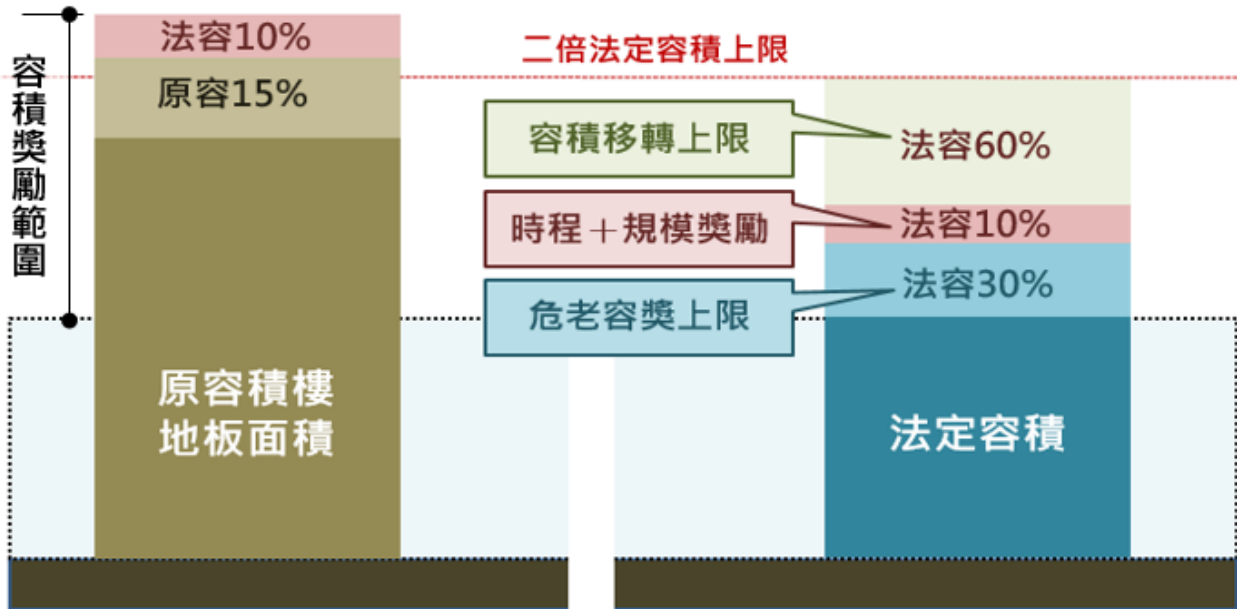 法容10%
原容15%
容積獎勵範圍
原容積樓
地板面積
二倍法定容積上限
容積移轉上限
法容60%
時程＋規模獎勵
法容10%
危老容獎上限
法容30%
法定容積